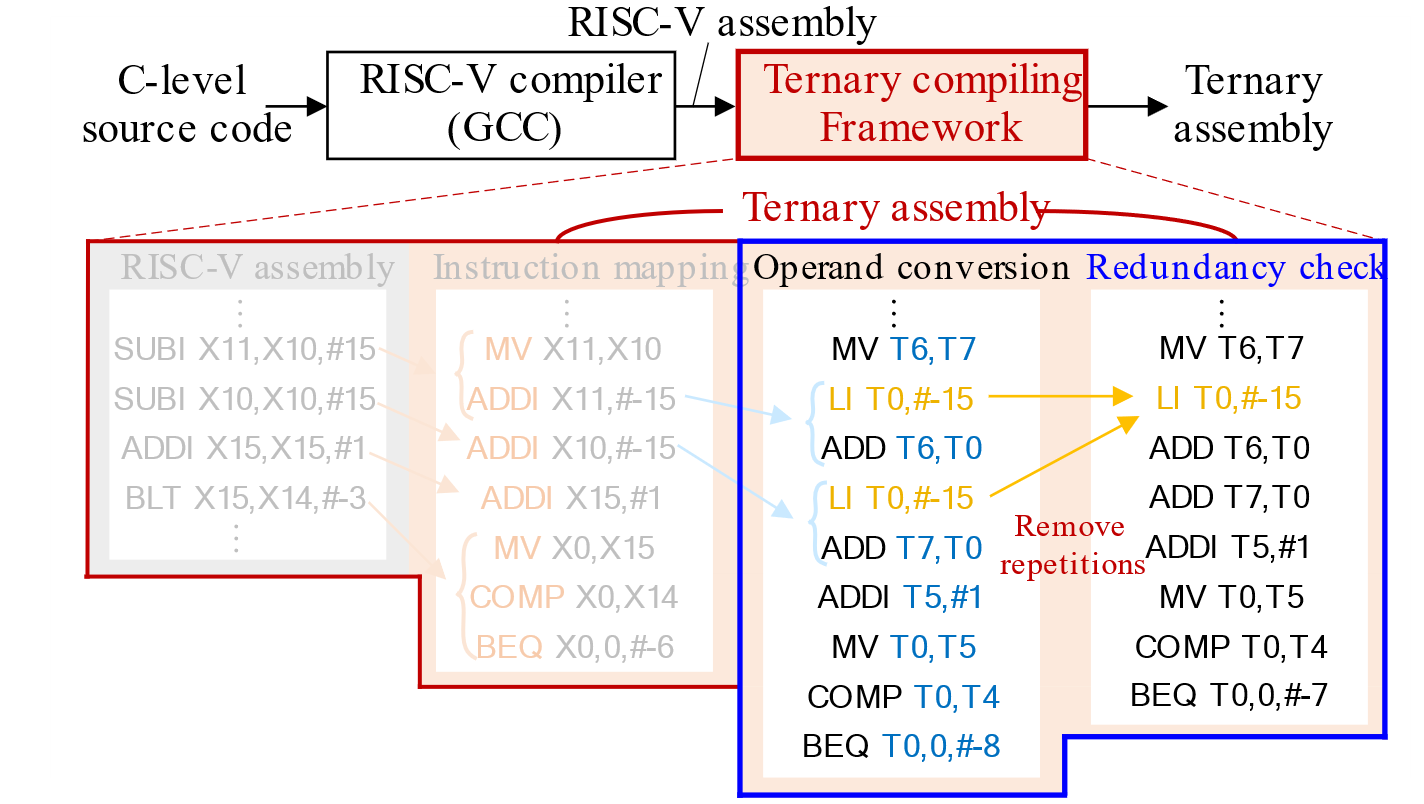 RISC-V assembly
C-level
source code
RISC-V compiler
(GCC)
Ternary compiling
Framework
Ternary
assembly
Ternary assembly
RISC-V assembly
⋮
SUBI X11,X10,#15
SUBI X10,X10,#15
ADDI X15,X15,#1
BLT X15,X14,#-3
⋮
Instruction mapping
⋮
MV X11,X10
ADDI X11,#-15
ADDI X10,#-15
ADDI X15,#1
MV X0,X15
COMP X0,X14
BEQ X0,0,#-6
Operand conversion
⋮
MV T6,T7
LI T0,#-15
ADD T6,T0
LI T0,#-15
ADD T7,T0
ADDI T5,#1
MV T0,T5
COMP T0,T4
BEQ T0,0,#-8
Remove
repetitions
Redundancy check
⋮
MV T6,T7
LI T0,#-15
ADD T6,T0
ADD T7,T0
ADDI T5,#1
MV T0,T5
COMP T0,T4
BEQ T0,0,#-7